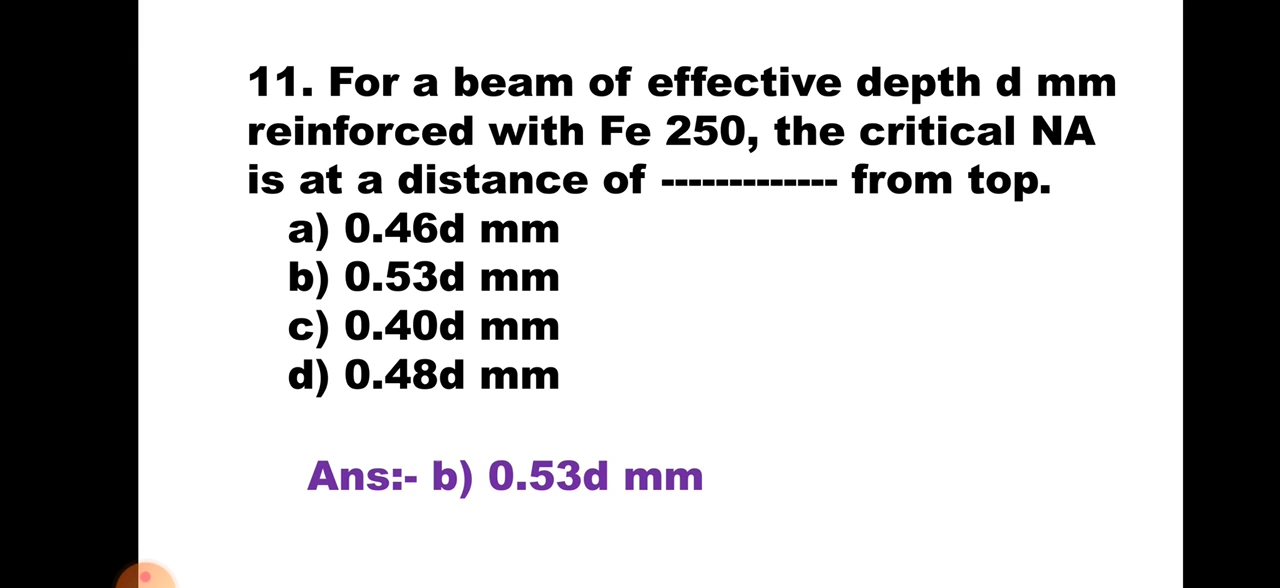 11. For a beam of effective depth d mm
reinforced with Fe 250, the critical NA
is at a distance of ------------- from top.
a) 0.46d mm
b) 0.53d mm
c) 0.40d mm
d) 0.48d mm
Ans:- b) 0.53d mm